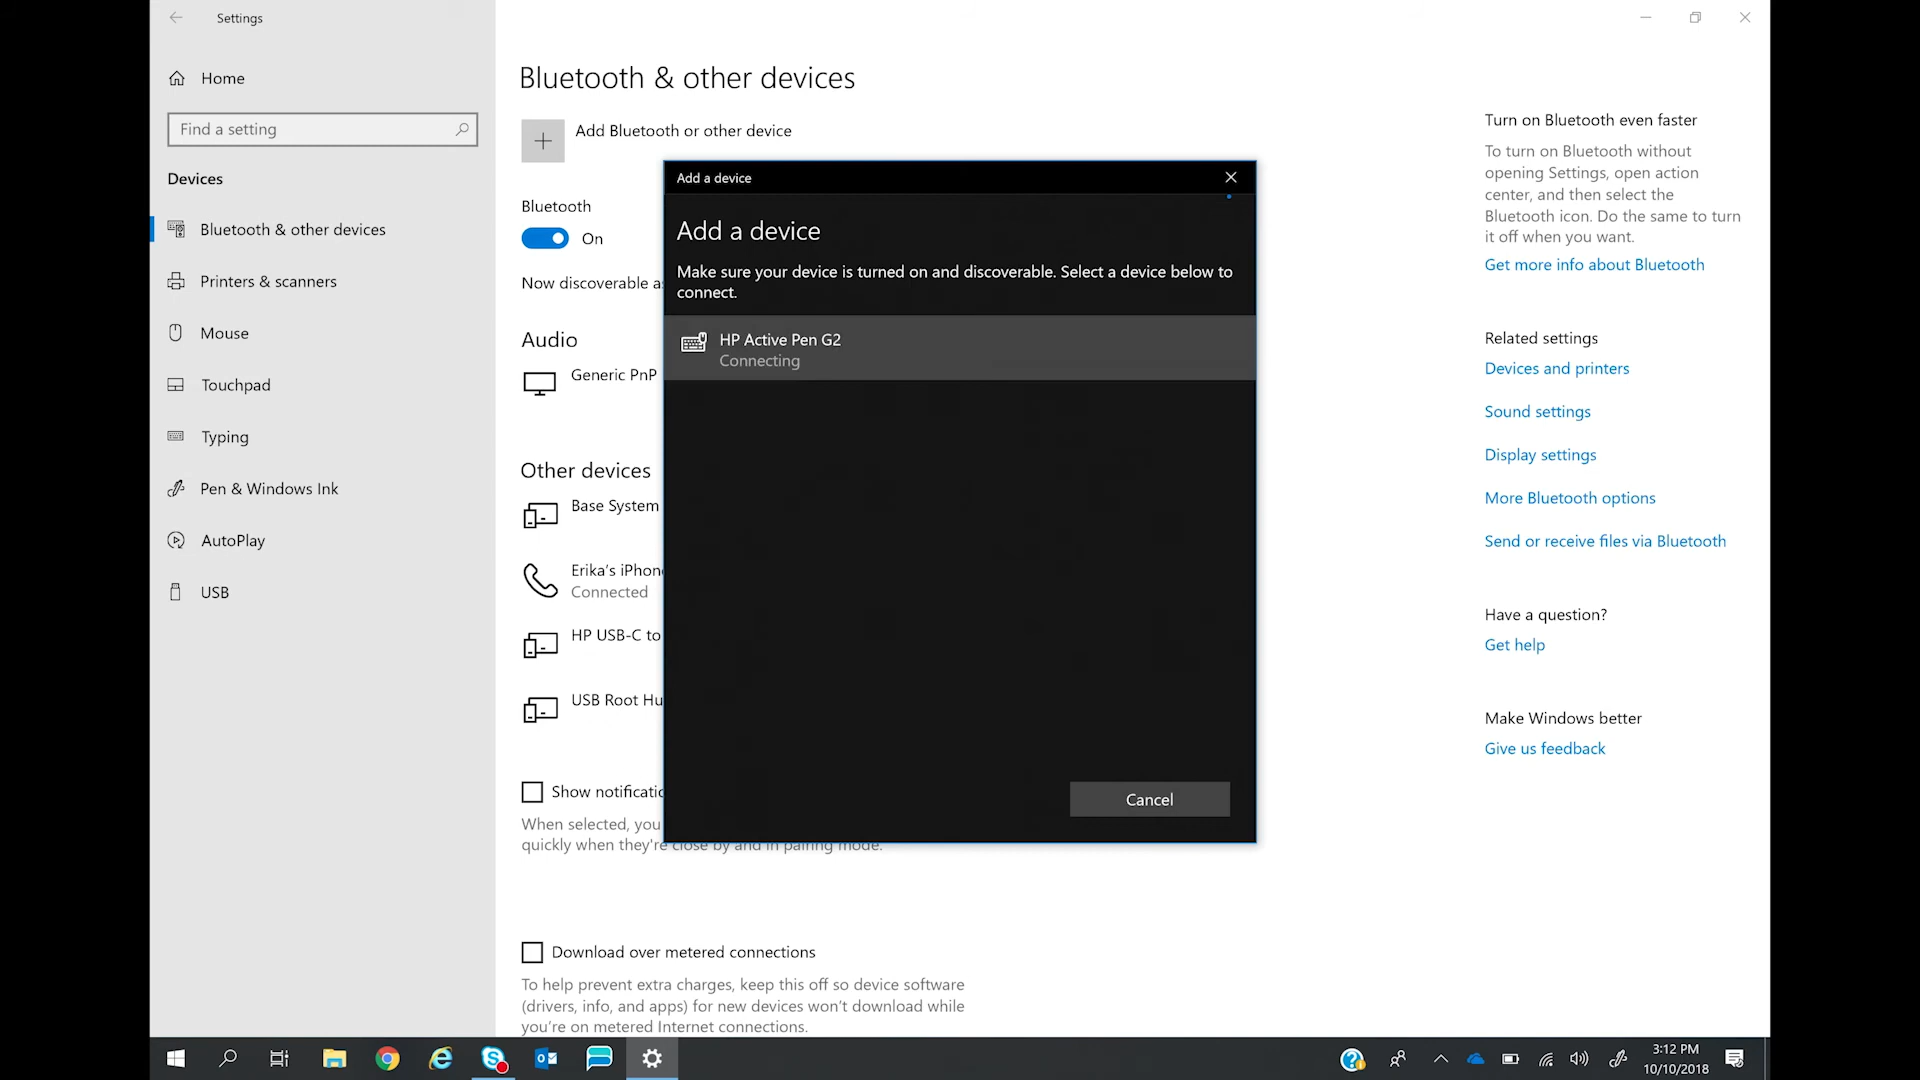 Settings
Home
Find a setting
Devices
Bluetooth & other devices
Printers & scanners
Mouse
Touchpad
Typing
Pen & Windows Ink
AutoPlay
USB
Bluetooth & other devices
Add Bluetooth or other device
Bluetooth
On
Now discoverable a
Audio
Generic PnP
Other devices
Base System
Erika's iPhon
Connected
HP USB-C to
USB Root Hu
Show notificatio
When selected, you
quickly when they're close by and in pairing mode.
Download over metered connections
To help prevent extra charges, keep this off so device software
(drivers, info, and apps) for new devices won't download while
you're on metered Internet connections.
Add a device
Add a device
Make sure your device is turned on and discoverable. Select a device below to
connect.
HP Active Pen G2
Connecting
Cancel
Turn on Bluetooth even faster
To turn on Bluetooth without
opening Settings, open action
center, and then select the
Bluetooth icon. Do the same to turn
it off when you want.
Get more info about Bluetooth
Related settings
Devices and printers
Sound settings
Display settings
More Bluetooth options
Send or receive files via Bluetooth
Have a question?
Get help
Make Windows better
Give us feedback
3:12 PM
10/10/2018